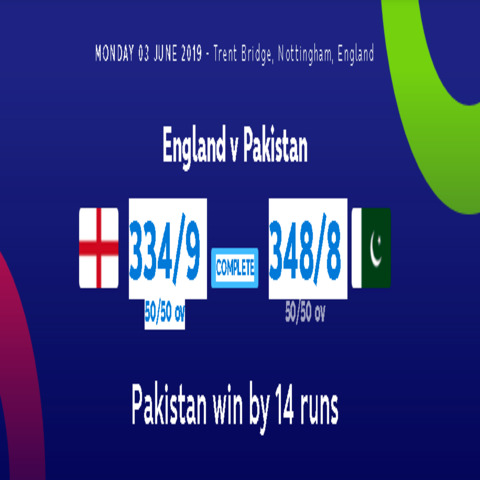 MONDAY 03 JUNE 2019 - Trent Bridge, Nottingham, England
England v Pakistan
334/9 COMPLETE 348/8
50/50 ov 50/50 ov
Pakistan win by 14 runs